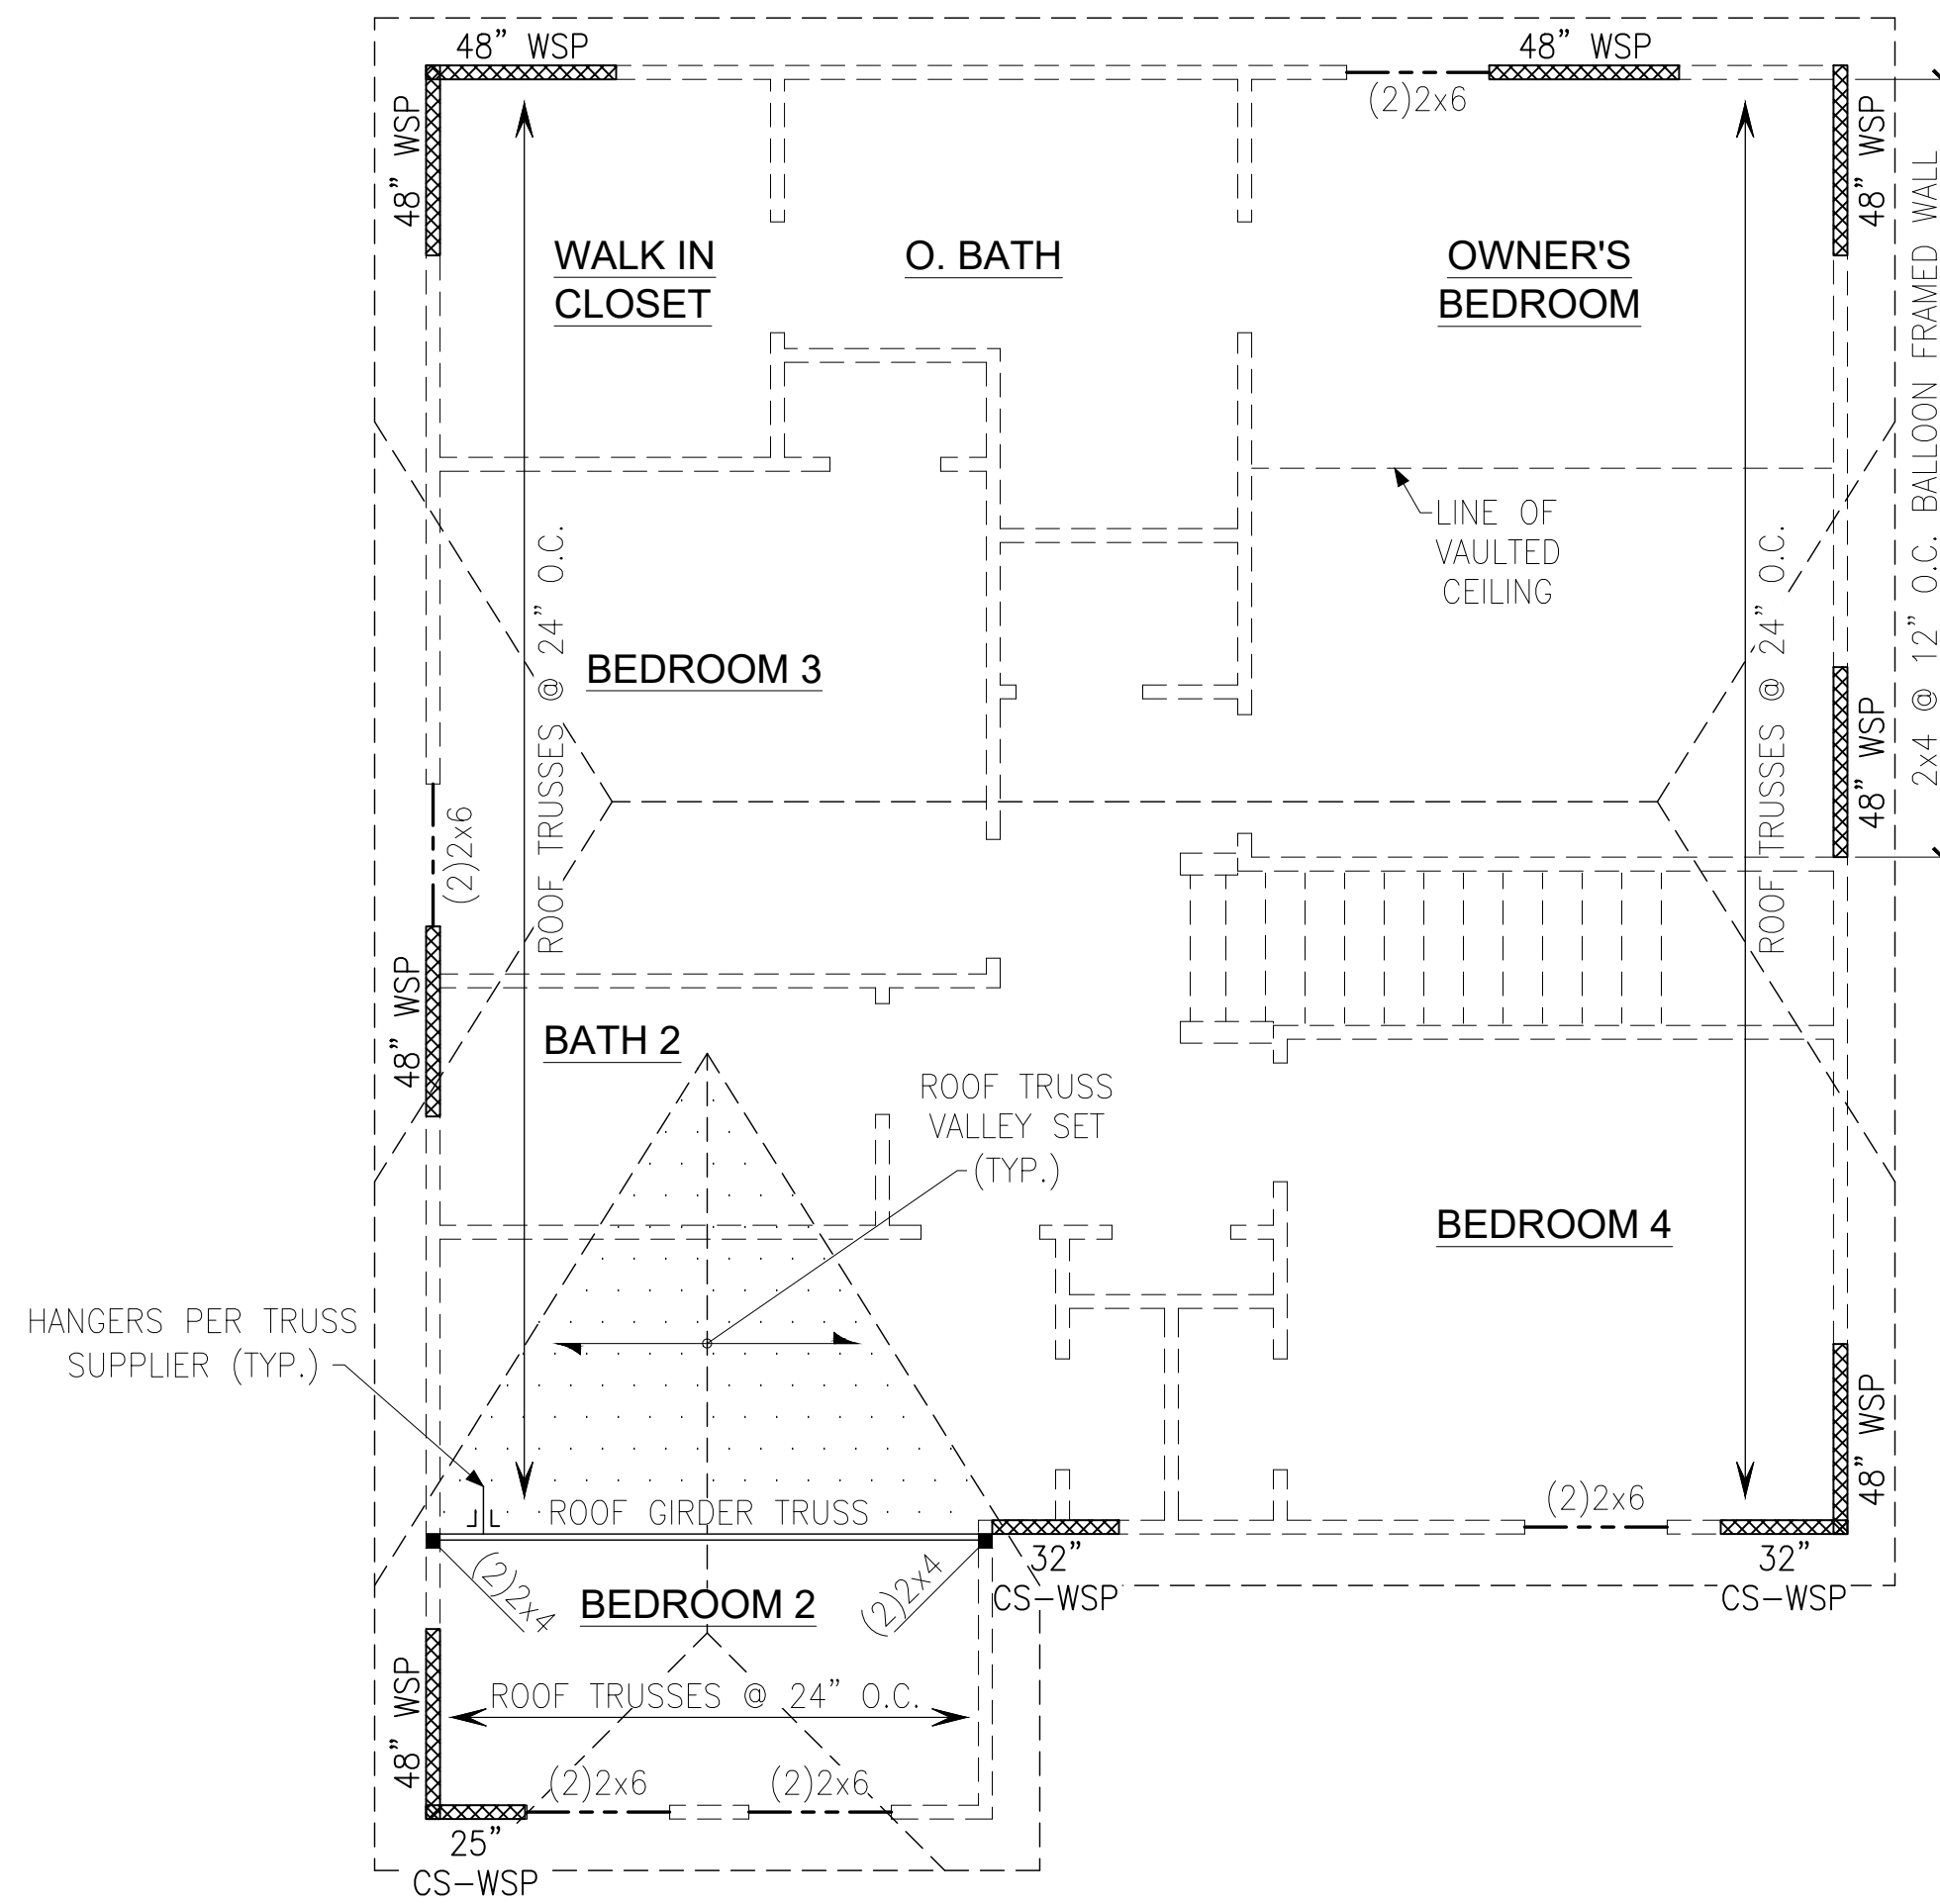 48” WSP
48” WSP
(2)2x6
48” WSP
48” WSP
2x4 @ 12” O.C. BALLOON FRAMED WALL
WALK IN
CLOSET
O. BATH
OWNER'S
BEDROOM
LINE OF
VAULTED
CEILING
ROOF TRUSSES @ 24” O.C.
ROOF TRUSSES @ 24” O.C.
BEDROOM 3
48” WSP
(2)2x6
48” WSP
BATH 2
ROOF TRUSS
VALLEY SET
(TYP.)
BEDROOM 4
HANGERS PER TRUSS
SUPPLIER (TYP.)
48” WSP
ROOF GIRDER TRUSS
(2)2x6
32”
CS-WSP
32”
CS-WSP
(2)2x4
(2)2x4
BEDROOM 2
48” WSP
ROOF TRUSSES @ 24” O.C.
(2)2x6
(2)2x6
25”
CS-WSP